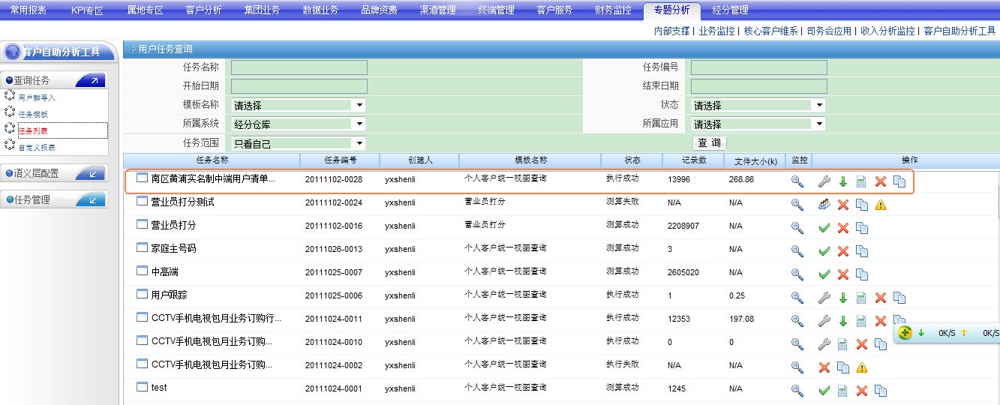 常用报表 KPI专区 属地专区 客户分析 集团业务 数据业务 品牌资费 渠道管理 终端管理 客户服务 财务监控 专题分析 经分管理
内部支撑 | 业务监控 | 核心客户维系 | 司务会应用 | 收入分析监控 | 客户自助分析工具
客户自助分析工具
查询任务
用户群导入
任务模板
任务列表
自定义报表
语义层配置
任务管理
用户任务查询
任务名称 任务编号
开始日期 结束日期
模板名称 请选择 状态 请选择
所属系统 经分仓库 所属应用 请选择
任务范围 只看自己 查 询
任务名称 任务编号 创建人 模板名称 状态 记录数 文件大小(k) 监控 操作
南区黄浦实名制中端用户清单... 20111102-0028 yxshenli 个人客户统一视图查询 执行成功 13996 268.86
营业员打分测试 20111102-0024 yxshenli 营业员打分 测算失败 N/A N/A
营业员打分 20111102-0016 yxshenli 营业员打分 测算成功 2208907 N/A
家庭主号码 20111026-0013 yxshenli 个人客户统一视图查询 测算成功 3 N/A
中高端 20111025-0007 yxshenli 个人客户统一视图查询 测算成功 2605020 N/A
用户跟踪 20111025-0006 yxshenli 个人客户统一视图查询 执行成功 1 0.25
CCTV手机电视包月业务订购行... 20111024-0011 yxshenli 个人客户统一视图查询 执行成功 12353 197.08
CCTV手机电视包月业务订购... 20111024-0010 yxshenli 个人客户统一视图查询 执行成功 0 0
CCTV手机电视包月业务订购... 20111024-0002 yxshenli 个人客户统一视图查询 执行失败 N/A N/A
test 20111024-0001 yxshenli 个人客户统一视图查询 测算成功 1245 N/A
0K/S 0K/S